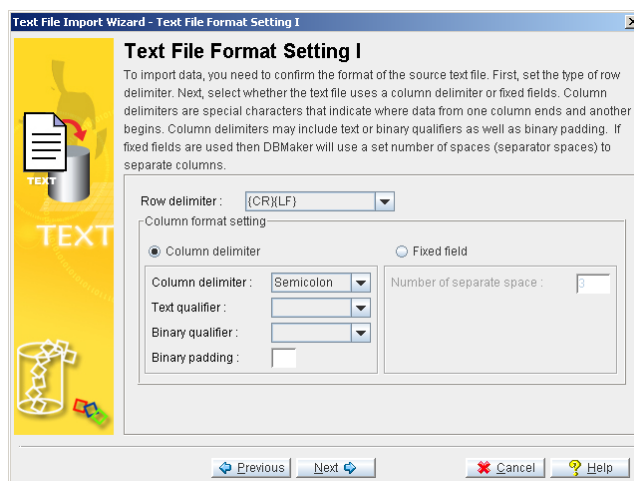 Text File Import Wizard - Text File Format Setting I
Text File Format Setting I
To import data, you need to confirm the format of the source text file. First, set the type of row
delimiter. Next, select whether the text file uses a column delimiter or fixed fields. Column
delimiters are special characters that indicate where data from one column ends and another
begins. Column delimiters may include text or binary qualifiers as well as binary padding. If
fixed fields are used then DBMaker will use a set number of spaces (separator spaces) to
separate columns.
TEXT
TEXT
Row delimiter : {CR}{LF}
Column format setting
Column delimiter Fixed field
Column delimiter : Semicolon Number of separate space : 3
Text qualifier :
Binary qualifier :
Binary padding :
Previous Next Cancel Help